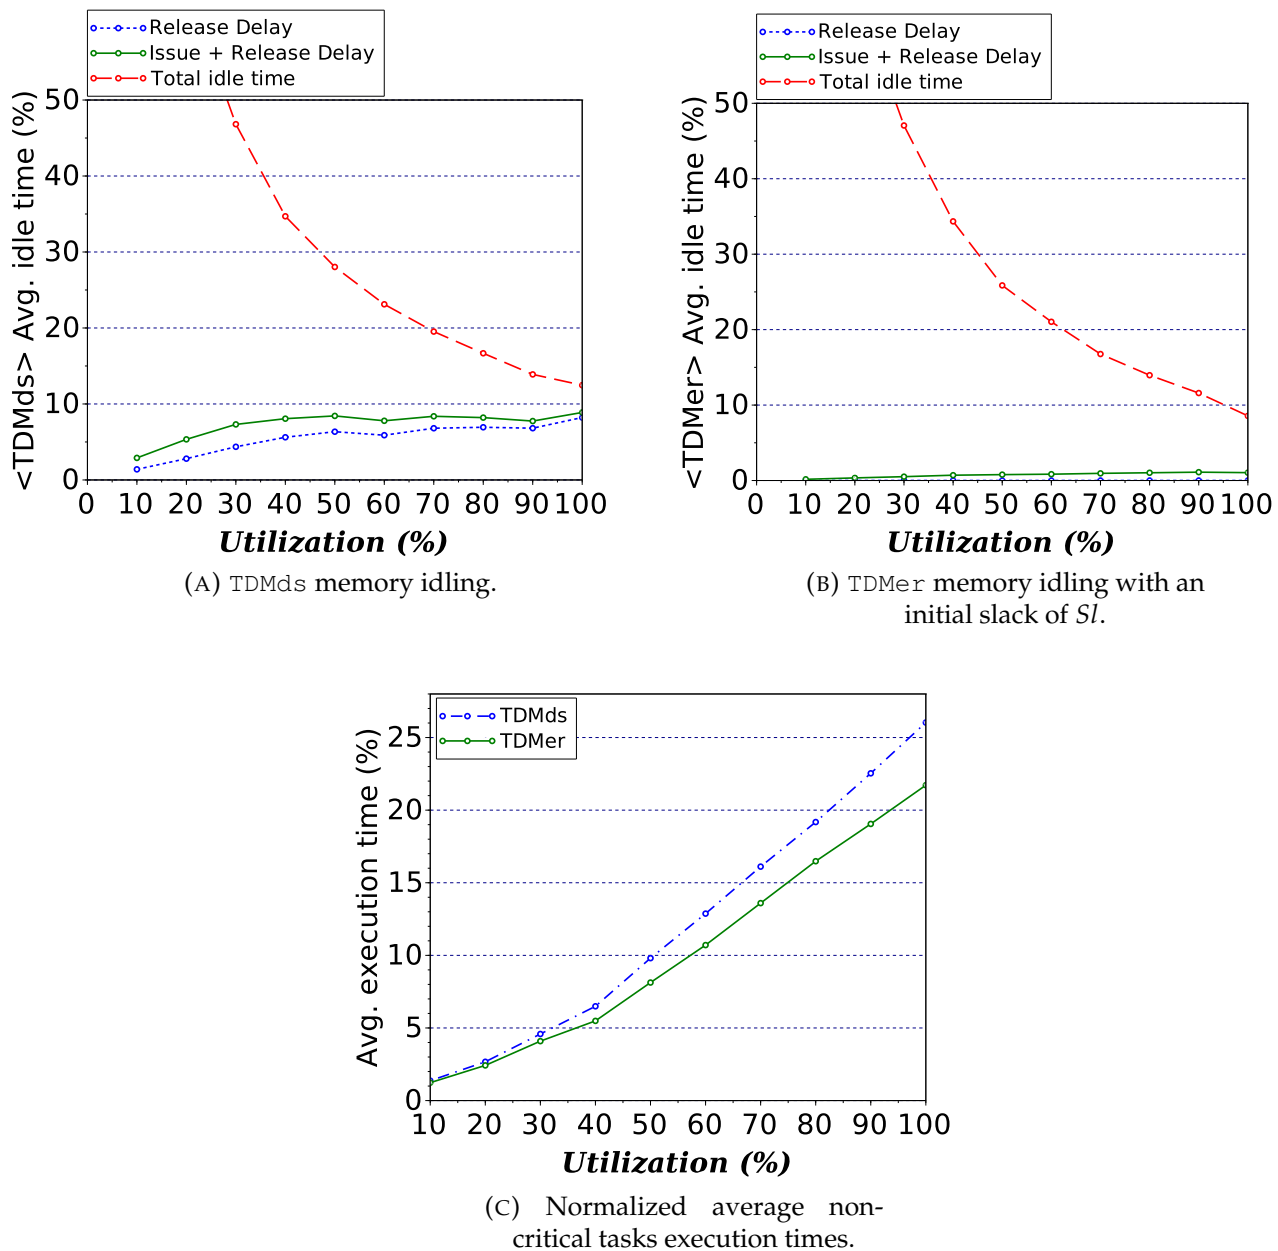 Release Delay
Issue + Release Delay
Total idle time
<TDMds> Avg. idle time (%)
50
40
30
20
10
0
0 10 20 30 40 50 60 70 80 90 100
Utilization (%)
(A) TDMds memory idling.
Release Delay
Issue + Release Delay
Total idle time
<TDMer> Avg. idle time (%)
50
40
30
20
10
0
0 10 20 30 40 50 60 70 80 90 100
Utilization (%)
(B) TDMer memory idling with an
initial slack of Sl.
TDMds
TDMer
Avg. execution time (%)
25
20
15
10
5
0
10 20 30 40 50 60 70 80 90 100
Utilization (%)
(C) Normalized average non-
critical tasks execution times.